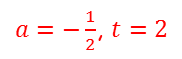 a = −1/2, t = 2